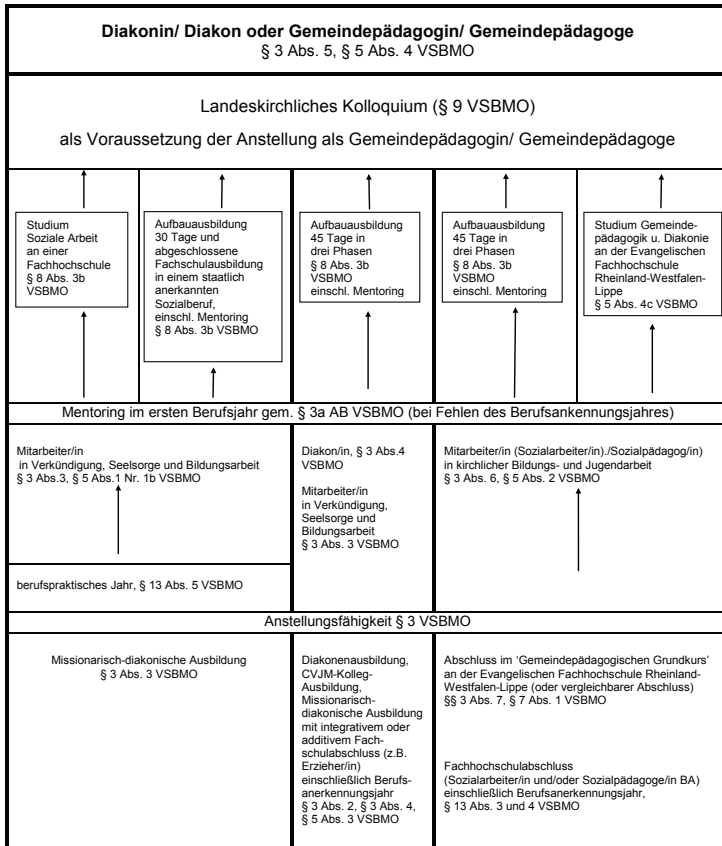 Diakonin/ Diakon oder Gemeindepädagogin/ Gemeindepädagoge
§ 3 Abs. 5, § 5 Abs. 4 VSBMO
Landeskirchliches Kolloquium (§ 9 VSBMO)
als Voraussetzung der Anstellung als Gemeindepädagogin/ Gemeindepädagoge
Studium
Soziale Arbeit
an einer
Fachhochschule
§ 8 Abs. 3b
VSBMO
Aufbauausbildung
30 Tage und
abgeschlossene
Fachschulausbildung
in einem staatlich
anerkannten
Sozialberuf,
einschl. Mentoring
§ 8 Abs. 3b VSBMO
Aufbauausbildung
45 Tage in
drei Phasen
§ 8 Abs. 3b
VSBMO
einschl. Mentoring
Aufbauausbildung
45 Tage in
drei Phasen
§ 8 Abs. 3b
VSBMO
einschl. Mentoring
Studium Gemeinde-
pädagogik u. Diakonie
an der Evangelischen
Fachhochschule
Rheinland-Westfalen-
Lippe
§ 5 Abs. 4c VSBMO
Mentoring im ersten Berufsjahr gem. § 3a AB VSBMO (bei Fehlen des Berufsankennungsjahres)
Mitarbeiter/in
in Verkündigung, Seelsorge und Bildungsarbeit
§ 3 Abs.3, § 5 Abs.1 Nr. 1b VSBMO
berufspraktisches Jahr, § 13 Abs. 5 VSBMO
Diakon/in, § 3 Abs.4
VSBMO
Mitarbeiter/in
in Verkündigung,
Seelsorge und
Bildungsarbeit
§ 3 Abs. 3 VSBMO
Mitarbeiter/in (Sozialarbeiter/in)./Sozialpädagog/in)
in kirchlicher Bildungs- und Jugendarbeit
§ 3 Abs. 6, § 5 Abs. 2 VSBMO
Anstellungsfähigkeit § 3 VSBMO
Missionarisch-diakonische Ausbildung
§ 3 Abs. 3 VSBMO
Diakonenausbildung,
CVJM-Kolleg-
Ausbildung,
Missionarisch-
diakonische Ausbildung
mit integrativem oder
additivem Fach-
schulabschluss (z.B.
Erzieher/in)
einschließlich Berufs-
anerkennungsjahr
§ 3 Abs. 2, § 3 Abs. 4,
§ 5 Abs. 3 VSBMO
Abschluss im ‘Gemeindepädagogischen Grundkurs’
an der Evangelischen Fachhochschule Rheinland-
Westfalen-Lippe (oder vergleichbarer Abschluss)
§§ 3 Abs. 7, § 7 Abs. 1 VSBMO
Fachhochschulabschluss
(Sozialarbeiter/in und/oder Sozialpädagoge/in BA)
einschließlich Berufsanerkennungsjahr,
§ 13 Abs. 3 und 4 VSBMO